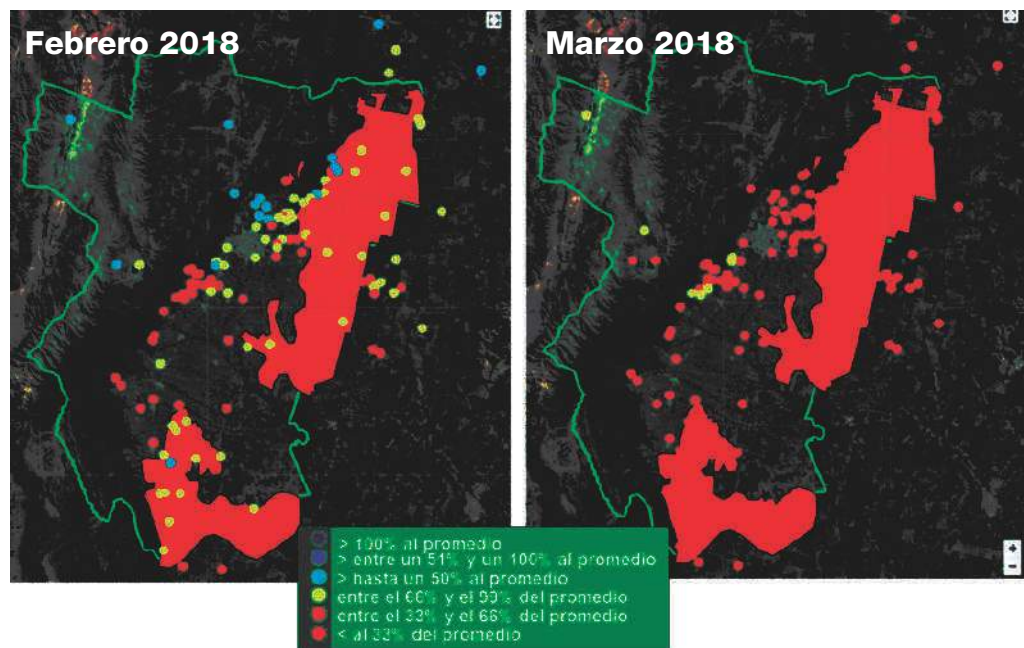 Febrero 2018
Marzo 2018
> 100% al promedio
> entre un 51% y un 100% al promedio
> hasta un 50% al promedio
entre el 66% y el 99% del promedio
entre el 33% y el 66% del promedio
< al 33% del promedio
+
-